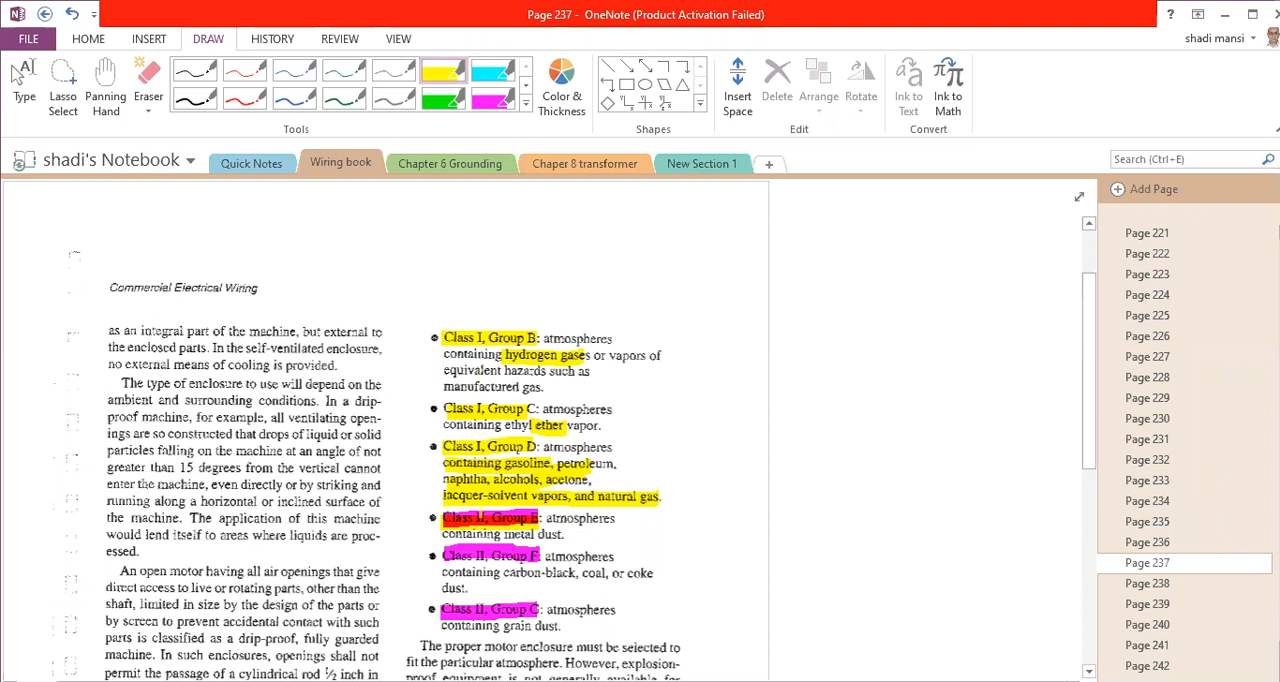 Page 237 - OneNote (Product Activation Failed)
?
FILE
HOME
INSERT
DRAW
HISTORY
REVIEW
VIEW
shadi mansi
Type
Lasso
Select
Panning
Hand
Eraser
Color &
Thickness
Insert
Space
Delete
Arrange
Rotate
Ink to
Text
Ink to
Math
Tools
Shapes
Edit
Convert
shadi's Notebook
Quick Notes
Wiring book
Chapter 6 Grounding
Chaper 8 transformer
New Section 1
Search (Ctrl+E)
Commercial Electrical Wiring
as an integral part of the machine, but external to
the enclosed parts. In the self-ventilated enclosure,
no external means of cooling is provided.
The type of enclosure to use will depend on the
ambient and surrounding conditions. In a drip-
proof machine, for example, all ventilating open-
ings are so constructed that drops of liquid or solid
particles falling on the machine at an angle of not
greater than 15 degrees from the vertical cannot
enter the machine, even directly or by striking and
running along a horizontal or inclined surface of
the machine. The application of this machine
would lend itself to areas where liquids are proc-
essed.
An open motor having all air openings that give
direct access to live or rotating parts, other than the
shaft, limited in size by the design of the parts or
by screen to prevent accidental contact with such
parts is classified as a drip-proof, fully guarded
machine. In such enclosures, openings shall not
permit the passage of a cylindrical rod ½ inch in
Class I, Group B: atmospheres
containing hydrogen gases or vapors of
equivalent hazards such as
manufactured gas.
Class I, Group C: atmospheres
containing ethyl ether vapor.
Class I, Group D: atmospheres
containing gasoline, petroleum,
naphtha, alcohols, acetone,
lacquer-solvent vapors, and natural gas.
Class II, Group E: atmospheres
containing metal dust.
Class II, Group F: atmospheres
containing carbon-black, coal, or coke
dust.
Class II, Group G: atmospheres
containing grain dust.
The proper motor enclosure must be selected to
fit the particular atmosphere. However, explosion-
proof equipment is not generally available for
Add Page
Page 221
Page 222
Page 223
Page 224
Page 225
Page 226
Page 227
Page 228
Page 229
Page 230
Page 231
Page 232
Page 233
Page 234
Page 235
Page 236
Page 237
Page 238
Page 239
Page 240
Page 241
Page 242